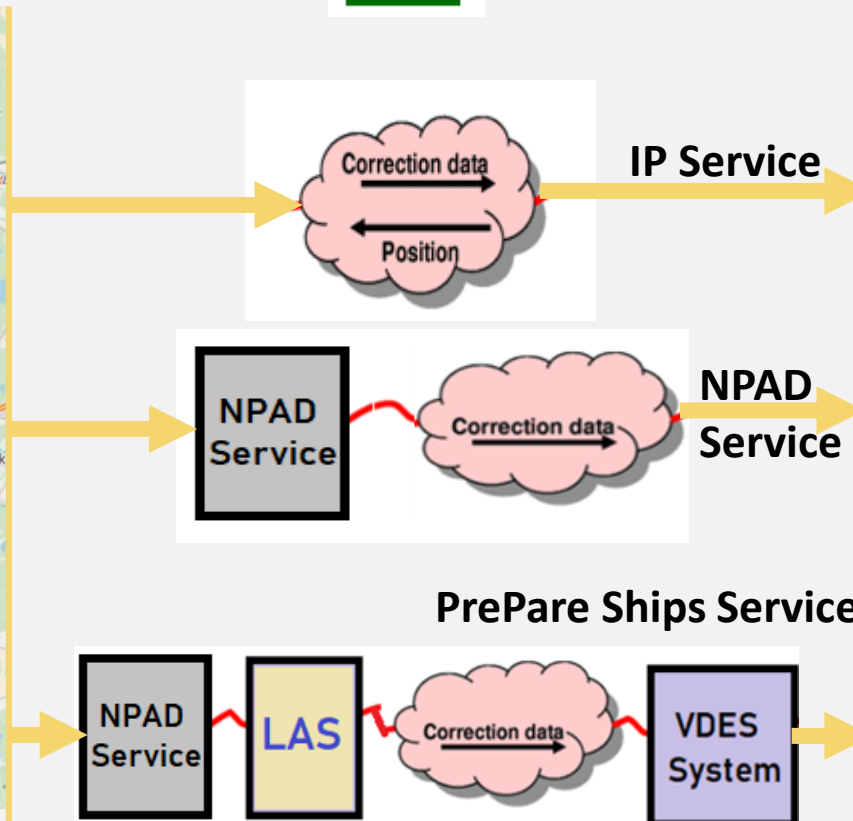 Correction data
Position
IP Service
NPAD
Service
Correction data
NPAD
Service
PrePare Ships Service
NPAD
Service
LAS
Correction data
VDES
System